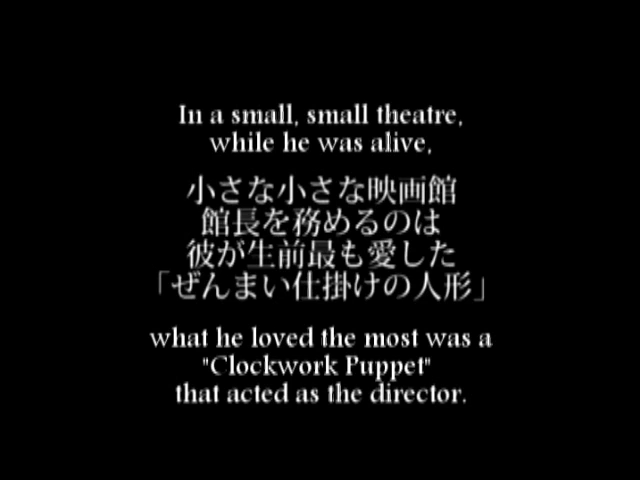 In a small, small theatre,
while he was alive,
小さな小さな映画館
館長を務めるのは
彼が生前最も愛した
「ぜんまい仕掛けの人形」
what he loved the most was a
"Clockwork Puppet"
that acted as the director.